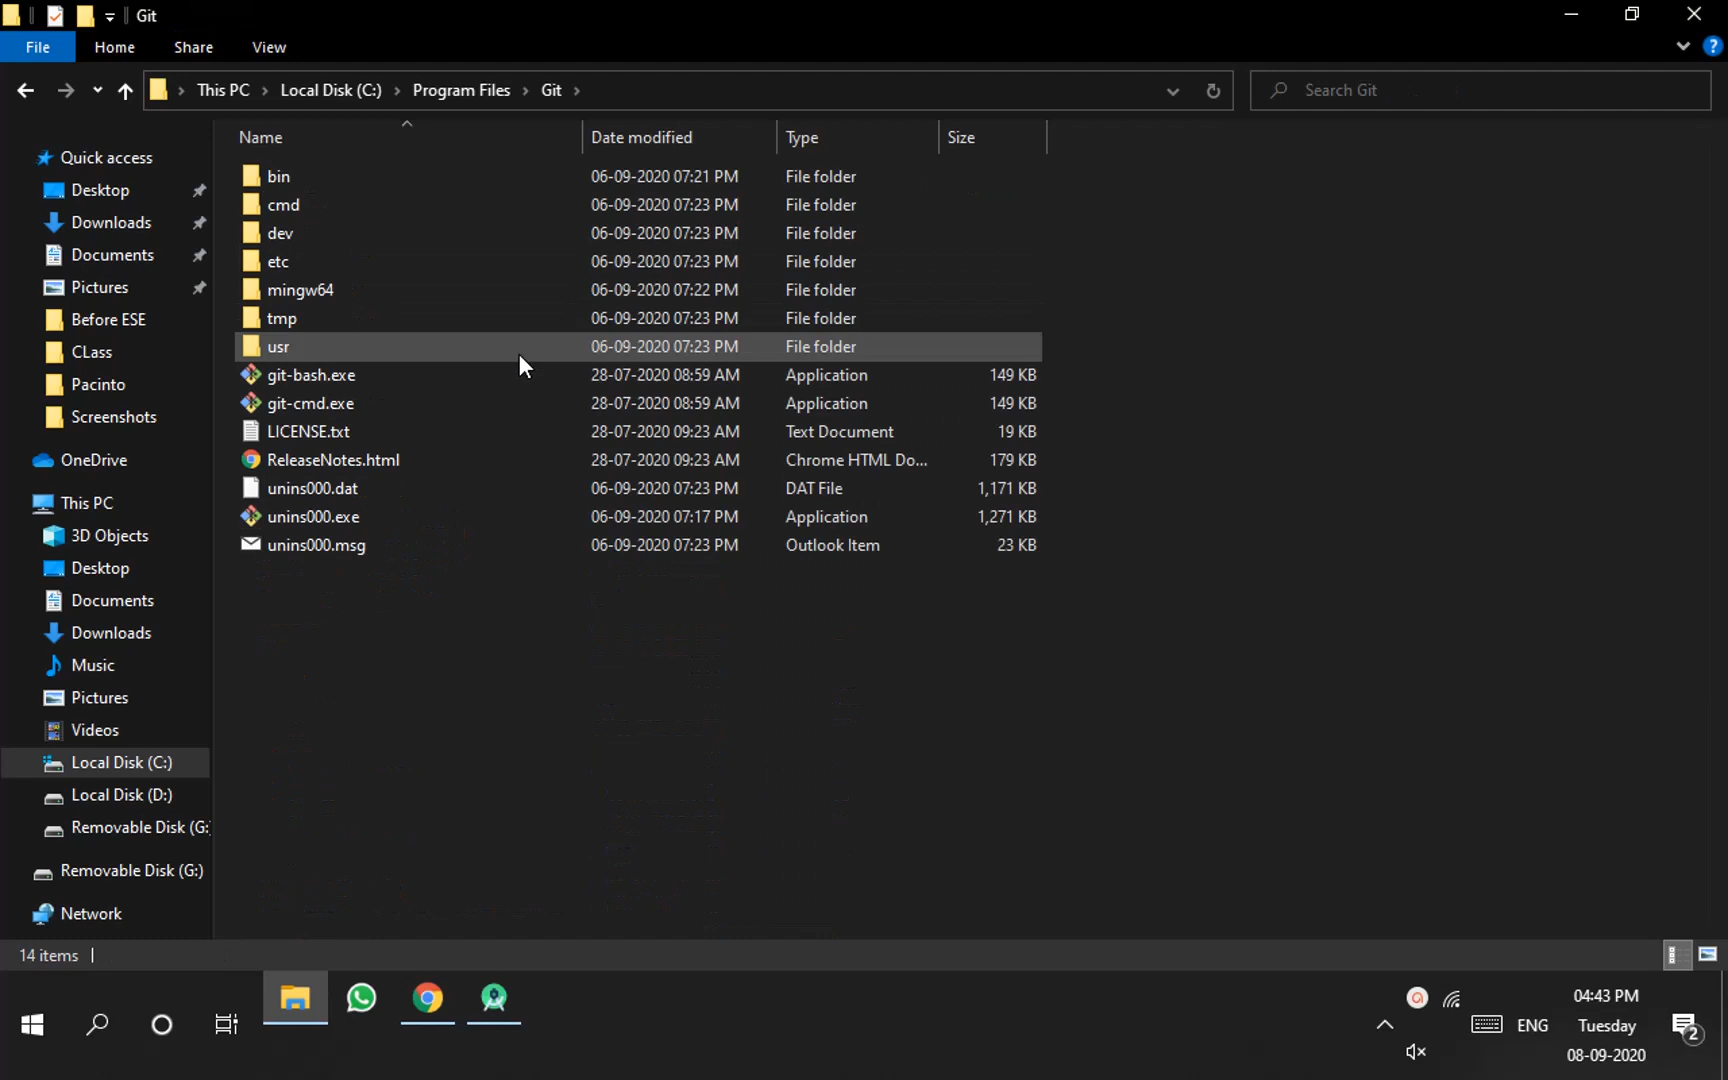 Git
File Home Share View
This PC Local Disk (C:) Program Files Git
Search Git
Name Date modified Type Size
Quick access
Desktop
Downloads
Documents
Pictures
Before ESE
CLass
Pacinto
Screenshots
OneDrive
This PC
3D Objects
Desktop
Documents
Downloads
Music
Pictures
Videos
Local Disk (C:)
Local Disk (D:)
Removable Disk (G:
Removable Disk (G:)
Network
bin 06-09-2020 07:21 PM File folder
cmd 06-09-2020 07:23 PM File folder
dev 06-09-2020 07:23 PM File folder
etc 06-09-2020 07:23 PM File folder
mingw64 06-09-2020 07:22 PM File folder
tmp 06-09-2020 07:23 PM File folder
usr 06-09-2020 07:23 PM File folder
git-bash.exe 28-07-2020 08:59 AM Application 149 KB
git-cmd.exe 28-07-2020 08:59 AM Application 149 KB
LICENSE.txt 28-07-2020 09:23 AM Text Document 19 KB
ReleaseNotes.html 28-07-2020 09:23 AM Chrome HTML Do... 179 KB
unins000.dat 06-09-2020 07:23 PM DAT File 1,171 KB
unins000.exe 06-09-2020 07:17 PM Application 1,271 KB
unins000.msg 06-09-2020 07:23 PM Outlook Item 23 KB
14 items
04:43 PM
ENG Tuesday 2
08-09-2020